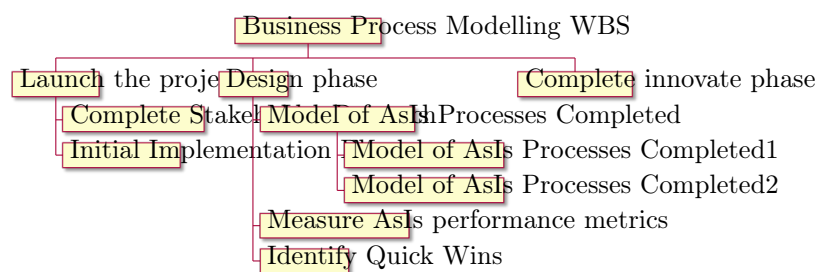 Business Process Modelling WBS
Launch the proje
Design phase
Complete innovate phase
Complete Stake
Model of AsIs Processes Completed
Initial Implementation
Model of AsIs Processes Completed1
Model of AsIs Processes Completed2
Measure AsIs performance metrics
Identify Quick Wins